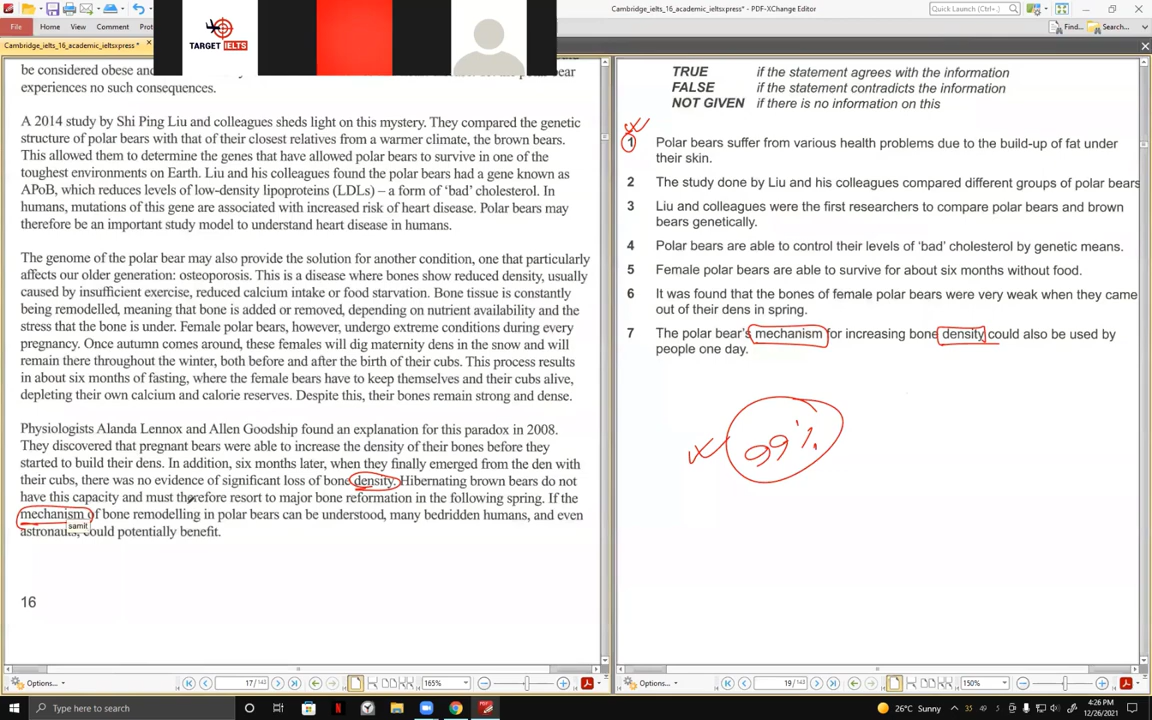 Cambridge_ielts_16_academic_ieltsxpress* - PDF-XChange Editor
Quick Launch (Ctrl+.)
File
Home
Comment
Protect
Find...
Search...
Cambridge_ielts_16_academic_ieltsxpress *
TARGET IELTS
be considered obese and
bear
experiences no such consequences.
A 2014 study by Shi Ping Liu and colleagues sheds light on this mystery. They compared the genetic
structure of polar bears with that of their closest relatives from a warmer climate, the brown bears.
This allowed them to determine the genes that have allowed polar bears to survive in one of the
toughest environments on Earth. Liu and his colleagues found the polar bears had a gene known as
APoB, which reduces levels of low-density lipoproteins (LDLs) – a form of ‘bad’ cholesterol. In
humans, mutations of this gene are associated with increased risk of heart disease. Polar bears may
therefore be an important study model to understand heart disease in humans.
The genome of the polar bear may also provide the solution for another condition, one that particularly
affects our older generation: osteoporosis. This is a disease where bones show reduced density, usually
caused by insufficient exercise, reduced calcium intake or food starvation. Bone tissue is constantly
being remodelled, meaning that bone is added or removed, depending on nutrient availability and the
stress that the bone is under. Female polar bears, however, undergo extreme conditions during every
pregnancy. Once autumn comes around, these females will dig maternity dens in the snow and will
remain there throughout the winter, both before and after the birth of their cubs. This process results
in about six months of fasting, where the female bears have to keep themselves and their cubs alive,
depleting their own calcium and calorie reserves. Despite this, their bones remain strong and dense.
Physiologists Alanda Lennox and Allen Goodship found an explanation for this paradox in 2008.
They discovered that pregnant bears were able to increase the density of their bones before they
started to build their dens. In addition, six months later, when they finally emerged from the den with
their cubs, there was no evidence of significant loss of bone density. Hibernating brown bears do not
have this capacity and must therefore resort to major bone reformation in the following spring. If the
mechanism of bone remodelling in polar bears can be understood, many bedridden humans, and even
samit
astronauts, could potentially benefit.
16
TRUE if the statement agrees with the information
FALSE if the statement contradicts the information
NOT GIVEN if there is no information on this
1 Polar bears suffer from various health problems due to the build-up of fat under
their skin.
2 The study done by Liu and his colleagues compared different groups of polar bears
3 Liu and colleagues were the first researchers to compare polar bears and brown
bears genetically.
4 Polar bears are able to control their levels of ‘bad’ cholesterol by genetic means.
5 Female polar bears are able to survive for about six months without food.
6 It was found that the bones of female polar bears were very weak when they came
out of their dens in spring.
7 The polar bear’s mechanism for increasing bone density could also be used by
people one day.
99%
Options...
17/142
165%
Options...
19/142
150%
Type here to search
26°C Sunny
4:26 PM
12/26/2021